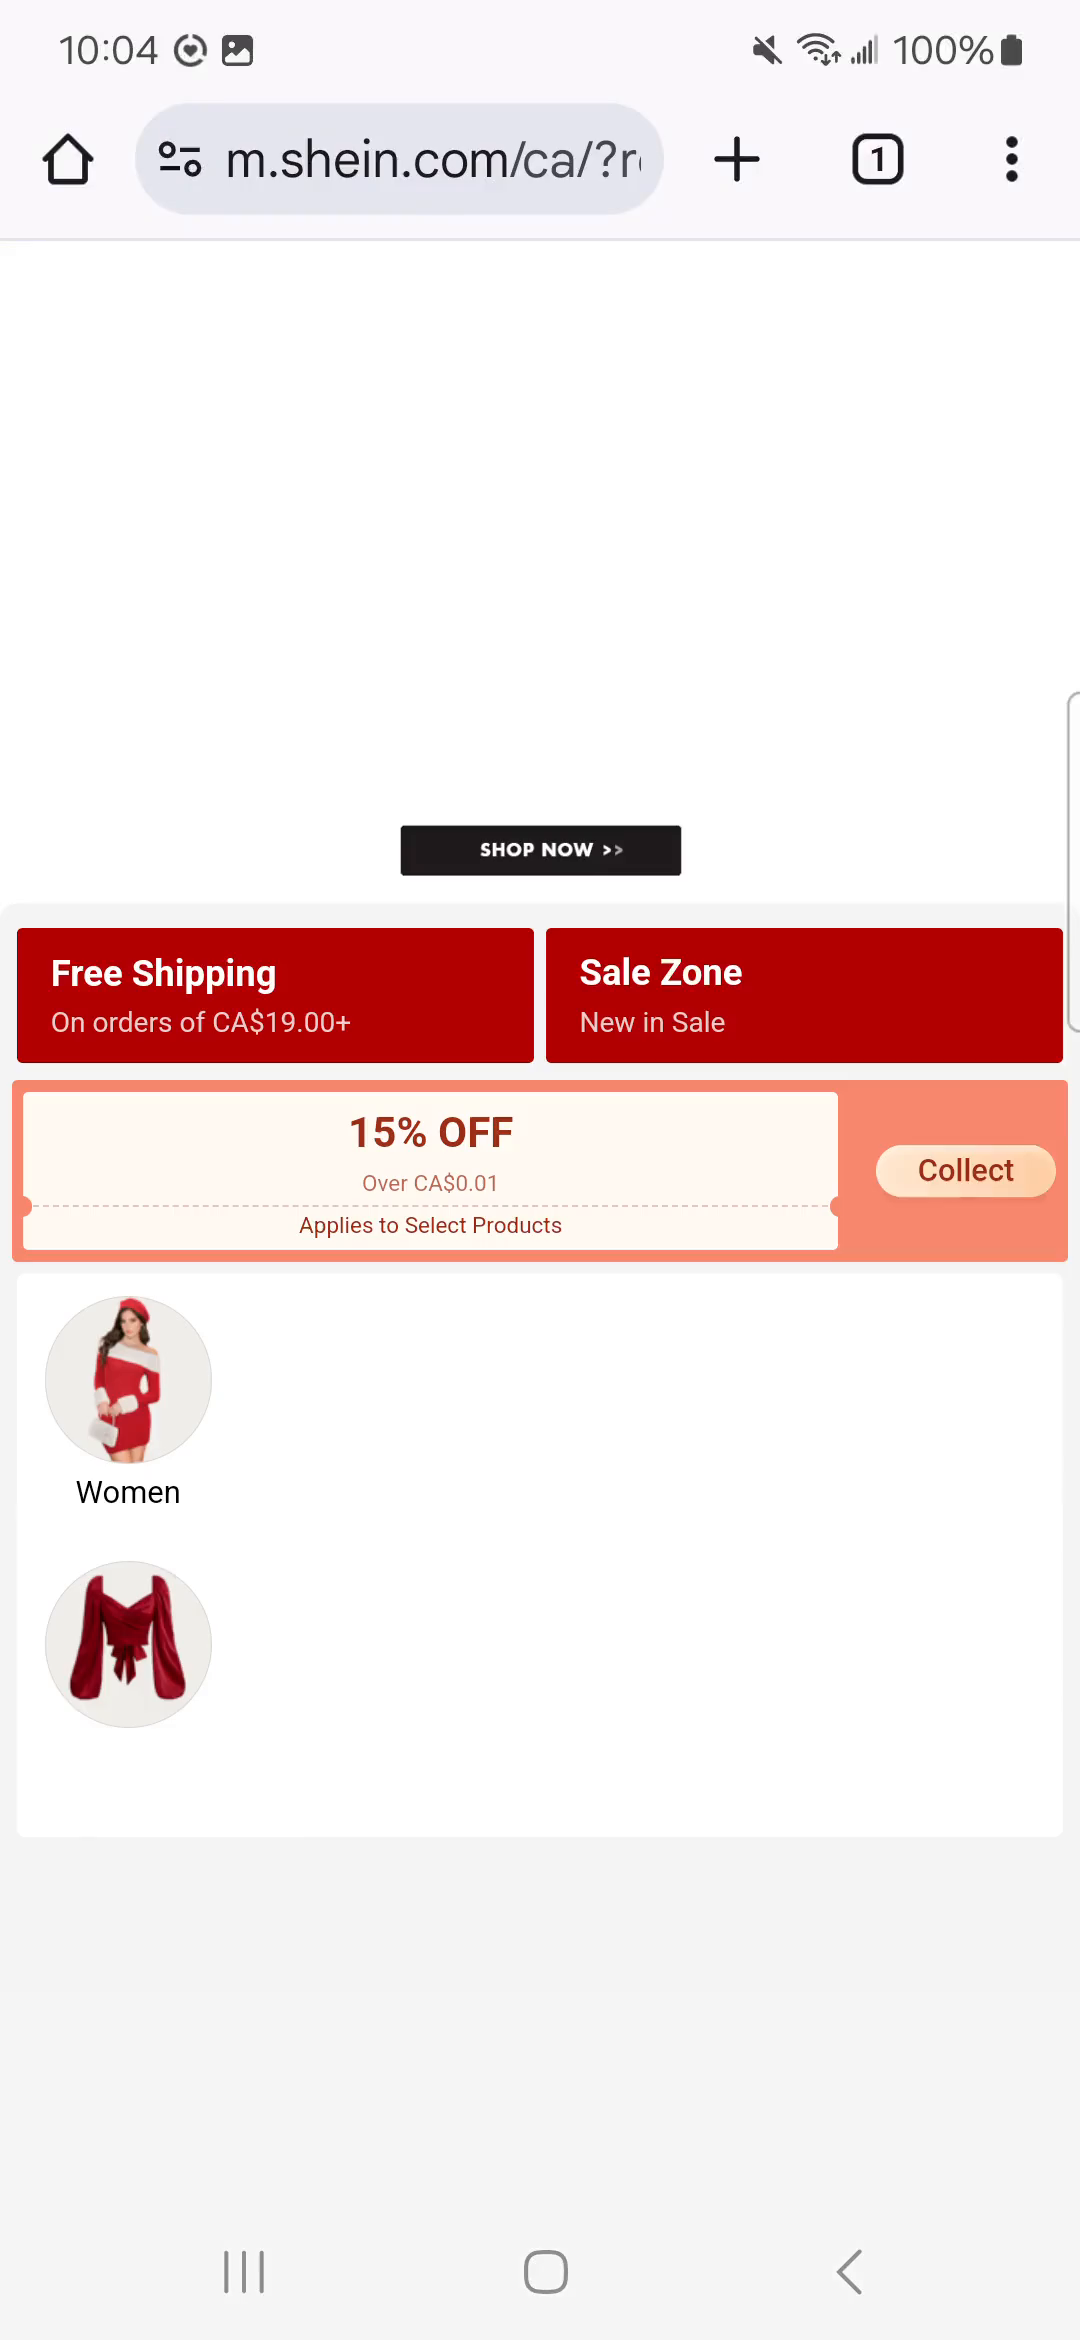 10:04
100%
m.shein.com/ca/?r
1
SHOP NOW >>
Free Shipping
On orders of CA$19.00+
Sale Zone
New in Sale
15% OFF
Over CA$0.01
Applies to Select Products
Collect
Women